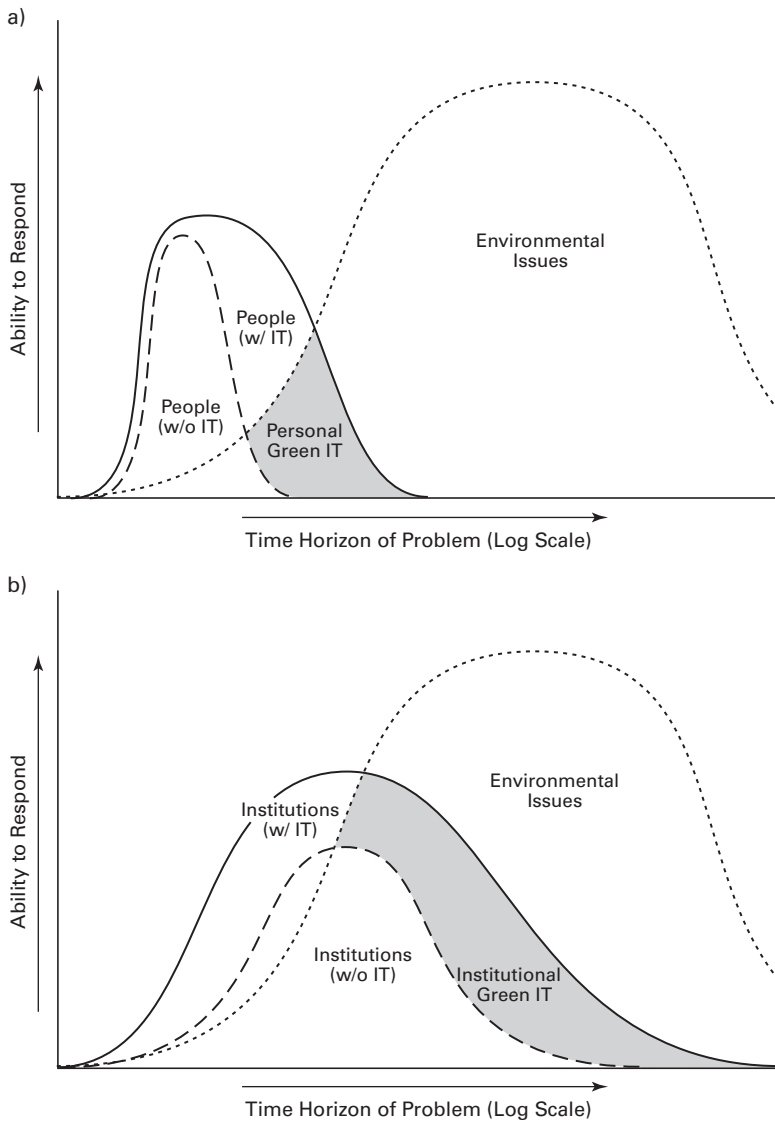 a)
Ability to Respond
Environmental
Issues
People
(w/ IT)
People
(w/o IT)
Personal
Green IT
Time Horizon of Problem (Log Scale)
b)
Ability to Respond
Environmental
Issues
Institutions
(w/ IT)
Institutions
(w/o IT)
Institutional
Green IT
Time Horizon of Problem (Log Scale)